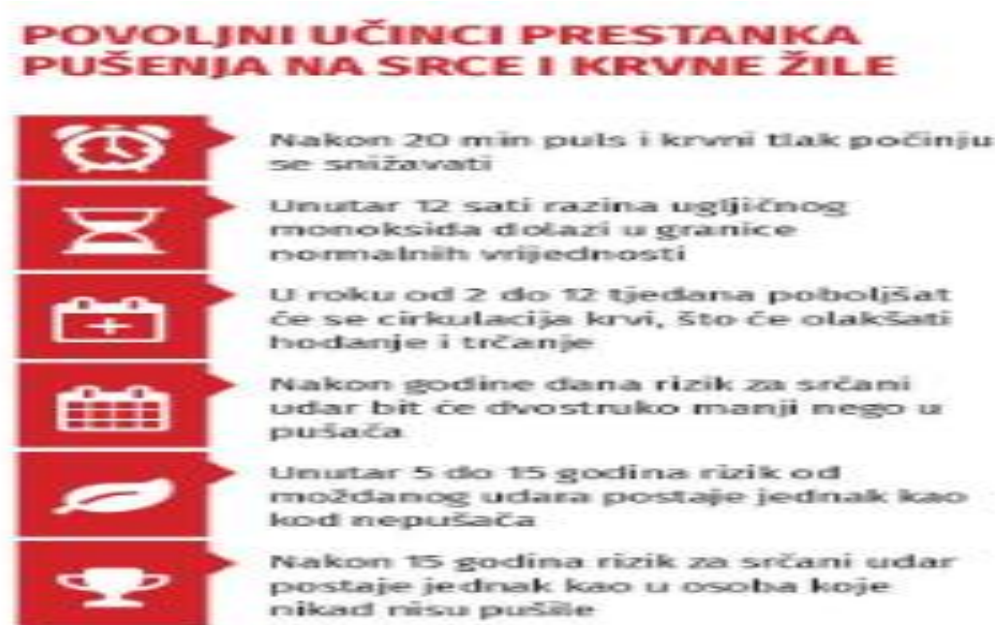 POVOLJNI UČINCI PRESTANKA
PUŠENJA NA SRCE I KRVNE ŽILE
Nakon 20 min puls i krvni tlak počinju
se snižavati
Unutar 12 sati razina ugljičnog
monoksida dolazi u granice
normalnih vrijednosti
U roku od 2 do 12 tjedana poboljšat
će se cirkulacija krvi, što će olakšati
hodanje i trčanje
Nakon godine dana rizik za srčani
udar bit će dvostruko manji nego u
pušača
Unutar 5 do 15 godina rizik od
moždanog udara postaje jednak kao
kod nepušača
Nakon 15 godina rizik za srčani udar
postaje jednak kao u osoba koje
nikad nisu pušile